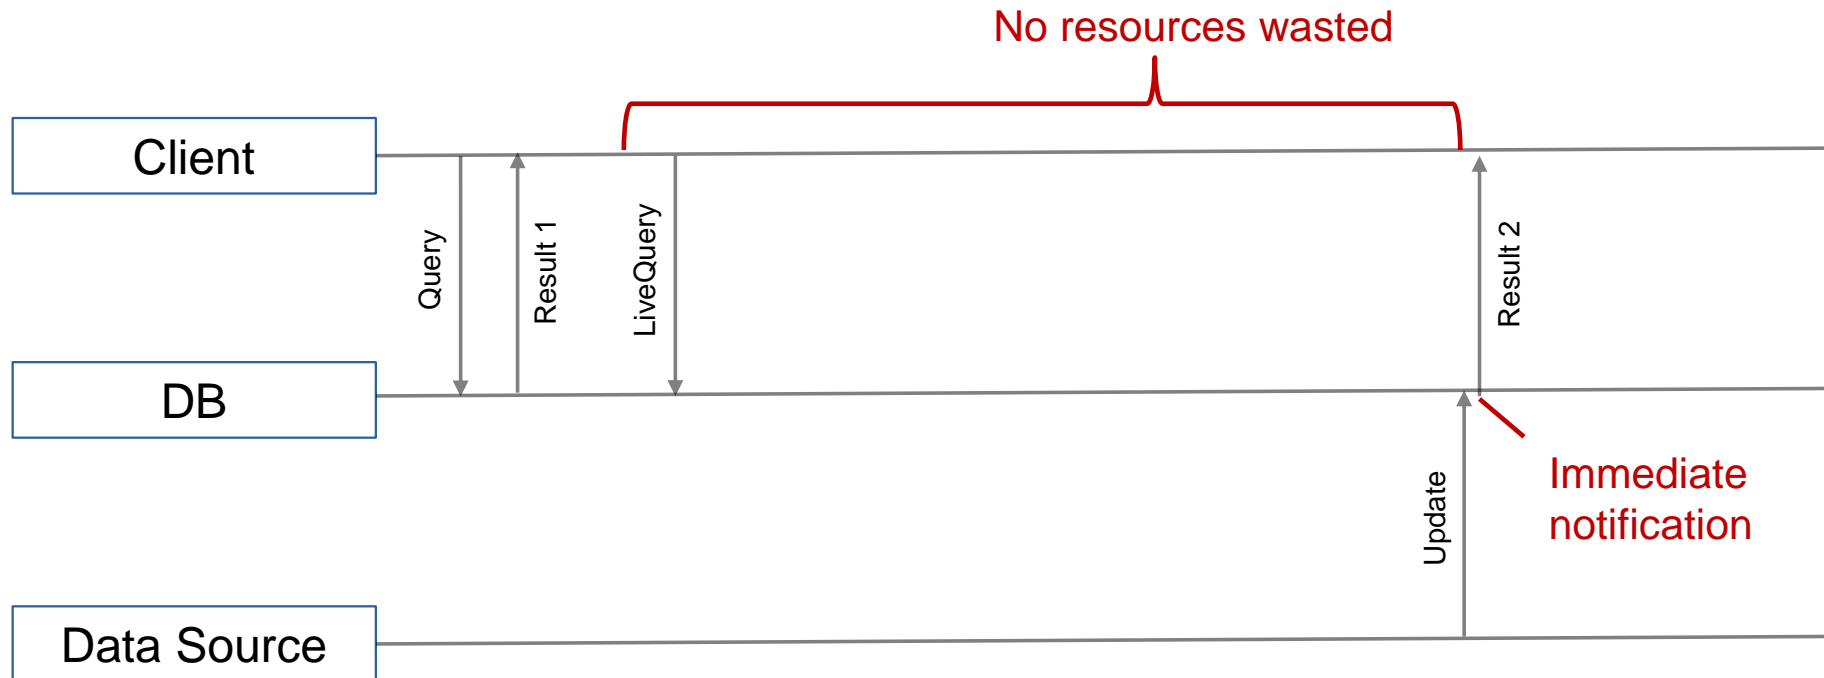 No resources wasted
Client
Query
Result 1
LiveQuery
Result 2
DB
Update
Immediate
notification
Data Source